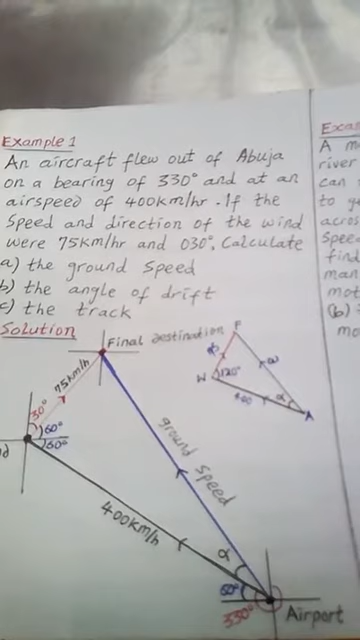 Example 1
An aircraft flew out of Abuja
on a bearing of 330° and at an
airspeed of 400km/hr. If the
speed and direction of the wind
were 75km/hr and 030°. Calculate
a) the ground speed
b) the angle of drift
c) the track
Solution
Final destination
75km/h
30°
60°
60°
ground speed
400km/h
α
60°
330°
Airport
F
W
120°
400
α
A
A m
river
can
to
acros
spee
find
man
mot
(b)
mo